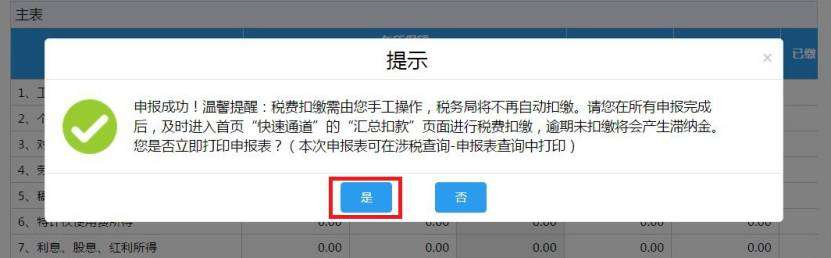 主表
已缴
提示
×
申报成功！温馨提醒：税费扣缴需由您手工操作，税务局将不再自动扣缴。请您在所有申报完成
后，及时进入首页“快速通道”的“汇总扣款”页面进行税费扣缴，逾期未扣缴将会产生滞纳金。
您是否立即打印申报表？（本次申报表可在涉税查询-申报表查询中打印）
1、工
2、个
3、对
4、劳
5、稿
是 否
6、特许权使用费所得 0.00 0.00 0.00 0.00 0.00
7、利息、股息、红利所得 0.00 0.00 0.00 0.00 0.00